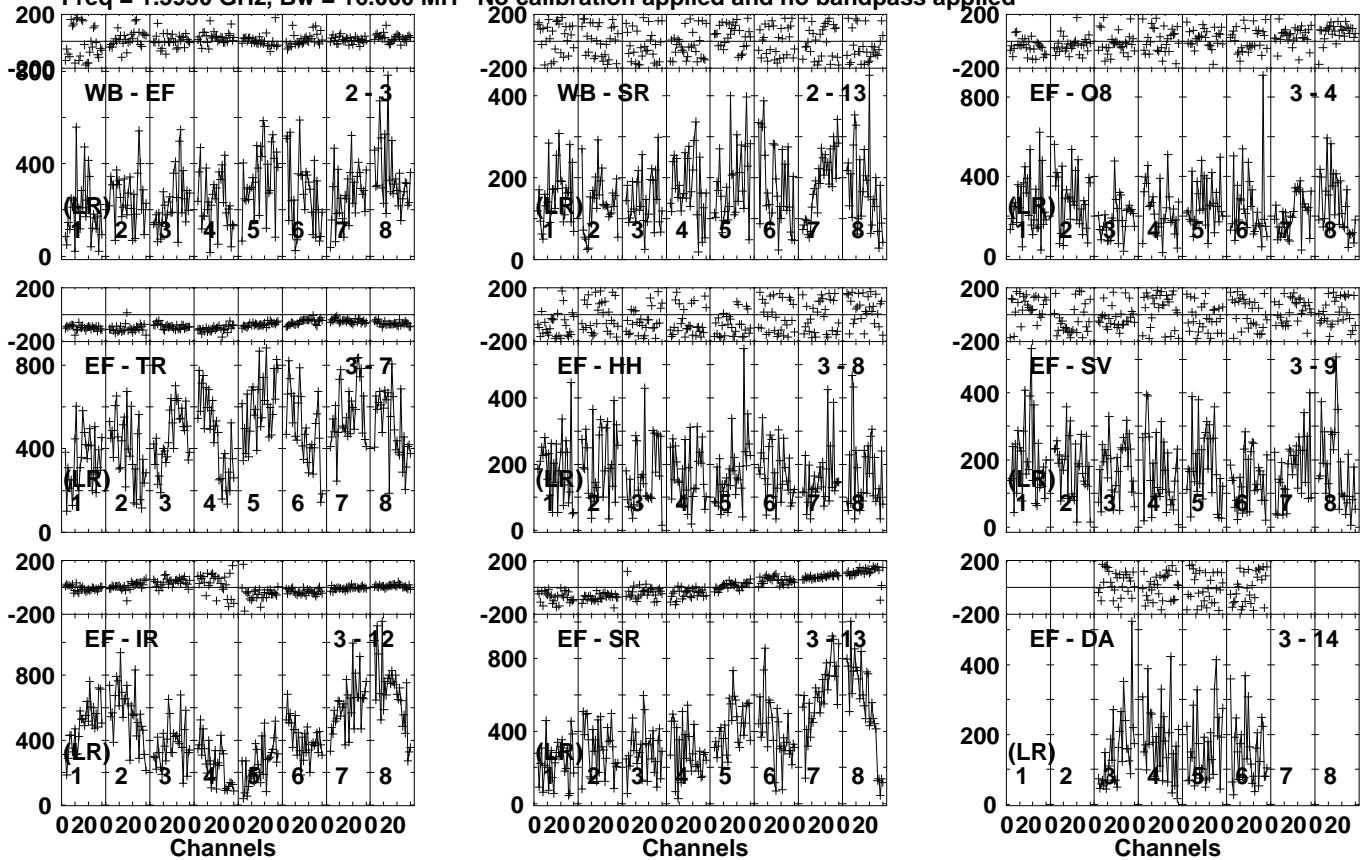 Freq = 1.5950 GHz, Bw = 16.000 MH No calibration applied and no bandpass applied
200 200 200
-200 -200 -200
800
WB - EF 2 - 3 WB - SR 2 - 13 EF - O8 3 - 4
400 800
400 200 400
(LR) (LR) (LR)
1 2 3 4 5 6 7 8 1 2 3 4 5 6 7 8 1 2 3 4 5 6 7 8
0 0 0
200 200 200
-200 -200 -200
EF - TR 3 - 7 EF - HH 3 - 8 EF - SV 3 - 9
800 400 400
400 200 200
(LR) (LR) (LR)
1 2 3 4 5 6 7 8 1 2 3 4 5 6 7 8 1 2 3 4 5 6 7 8
0 0 0
200 200 200
-200 -200 -200
EF - IR 3 - 12 EF - SR 3 - 13 EF - DA 3 - 14
800 800 400
400 400 200
(LR) (LR) (LR)
1 2 3 4 5 6 7 8 1 2 3 4 5 6 7 8 1 2 3 4 5 6 7 8
0 0 0
0 20 0 20 0 20 0 20 0 20 0 20 0 20 0 20 0 20 0 20 0 20 0 20 0 20 0 20 0 20 0 20 0 20 0 20 0 20 0 20 0 20 0 20 0 20 0 20
Channels Channels Channels